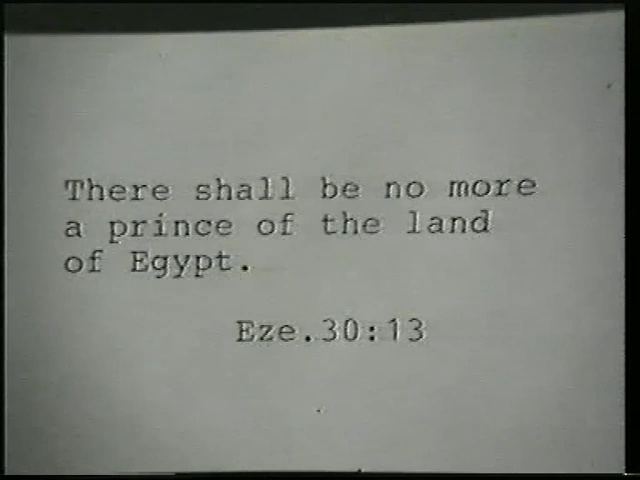 There shall be no more
a prince of the land
of Egypt.
Eze.30:13